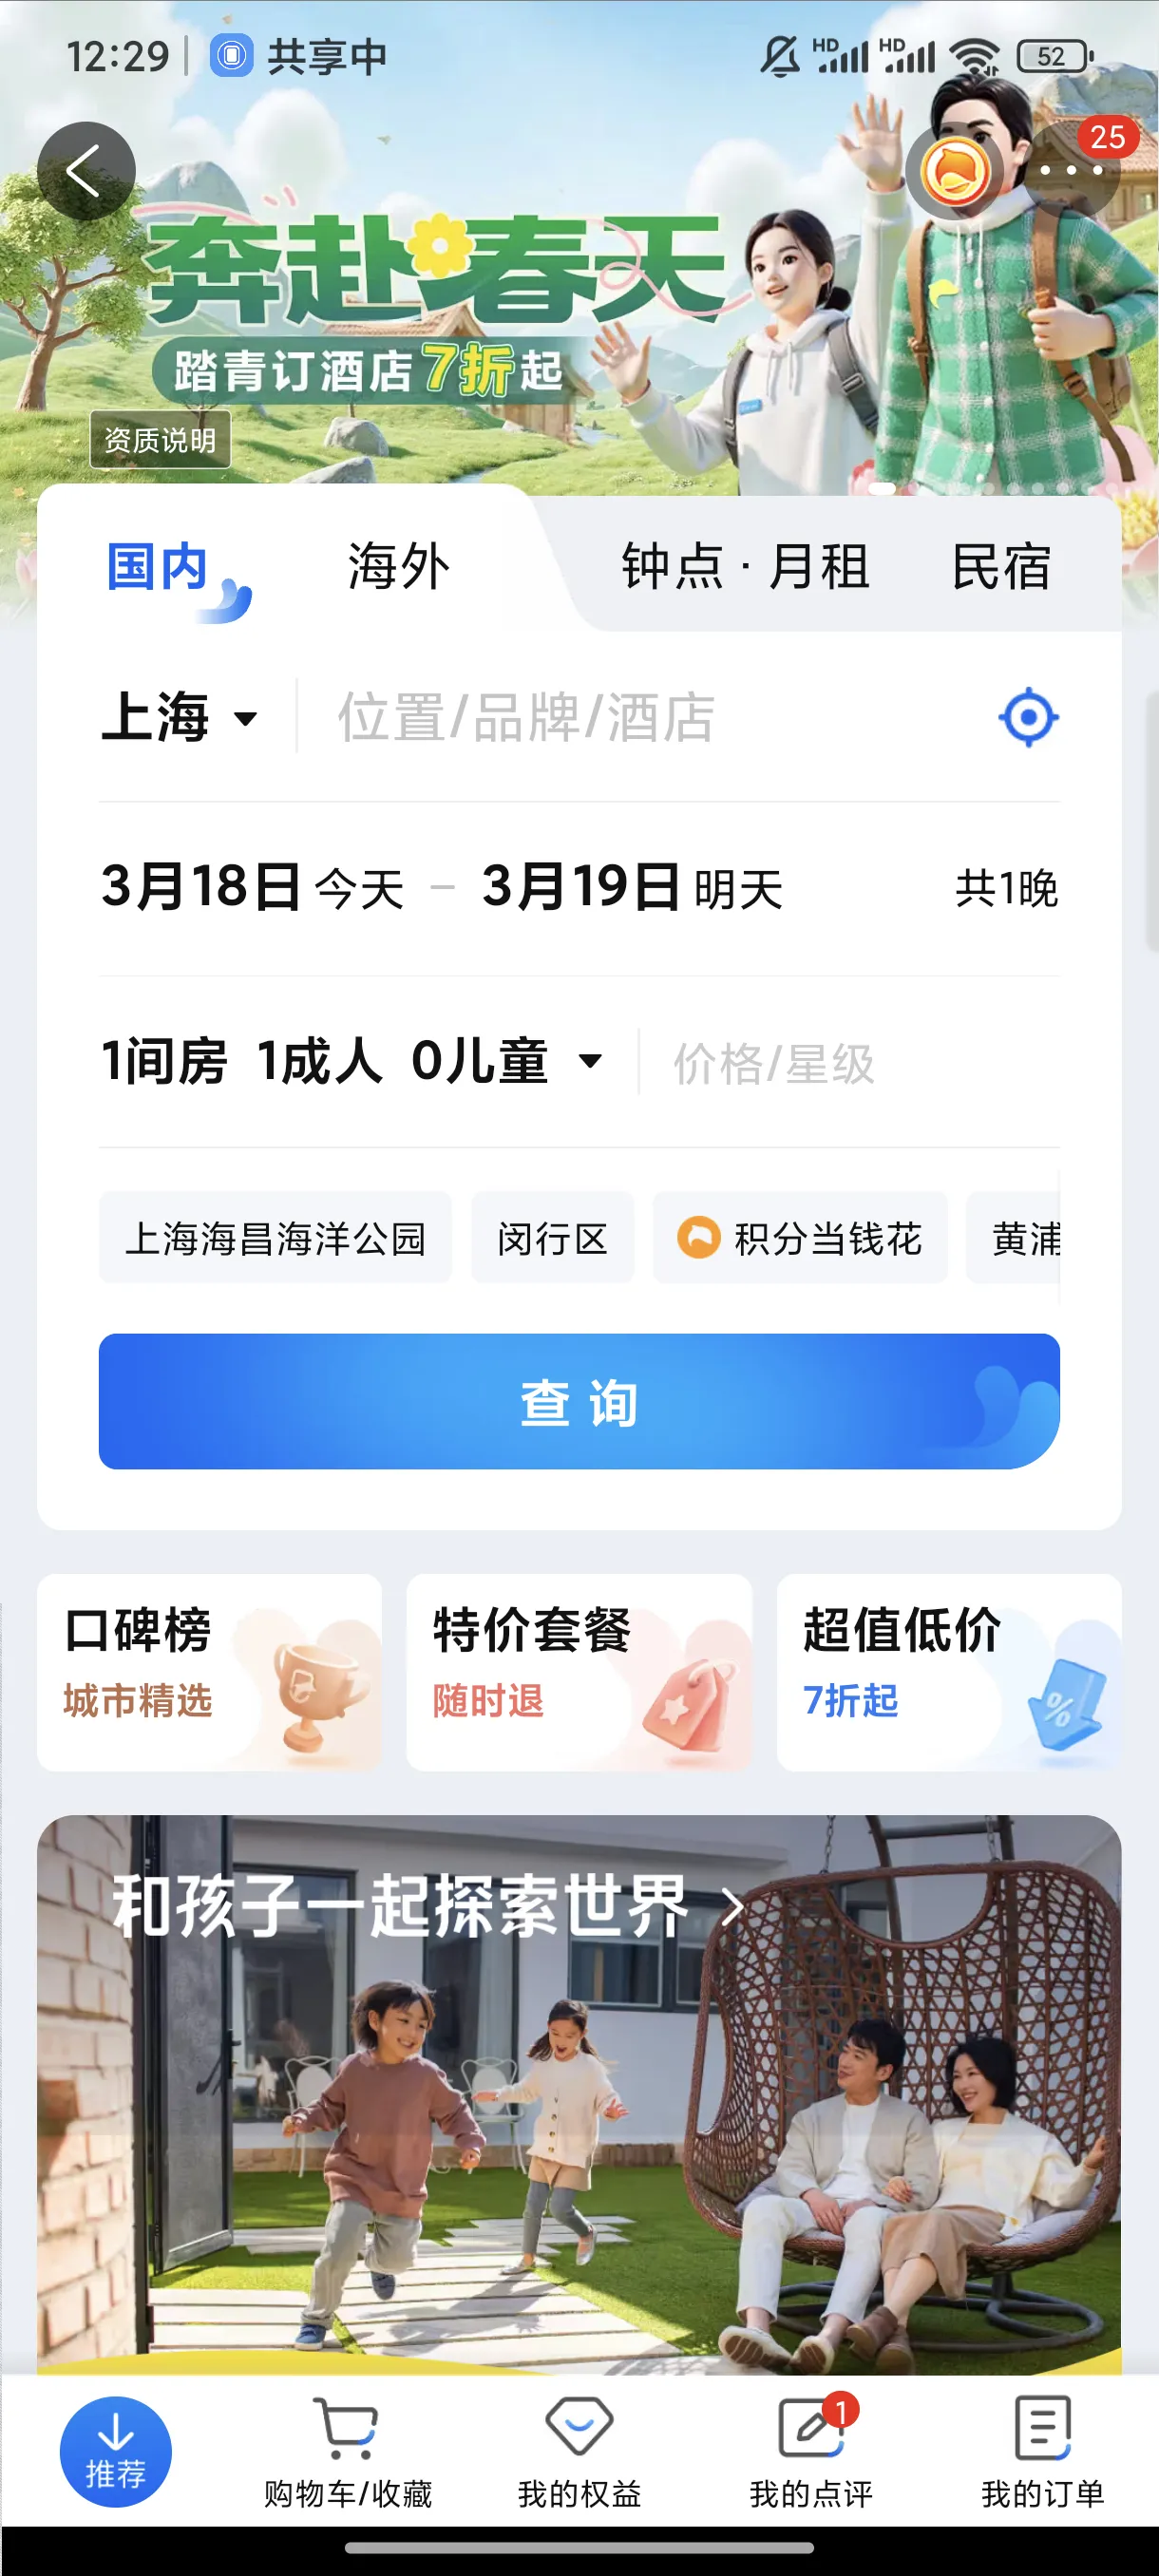 12:29 共享中 HD HD 52
25
奔赴春天
踏青订酒店7折起
资质说明
国内 海外 钟点·月租 民宿
上海 位置/品牌/酒店
3月18日 今天 – 3月19日 明天 共1晚
1间房 1成人 0儿童 价格/星级
上海海昌海洋公园 闵行区 积分当钱花 黄浦
查询
口碑榜 特价套餐 超值低价
城市精选 随时退 7折起
%
和孩子一起探索世界
1
推荐 购物车/收藏 我的权益 我的点评 我的订单